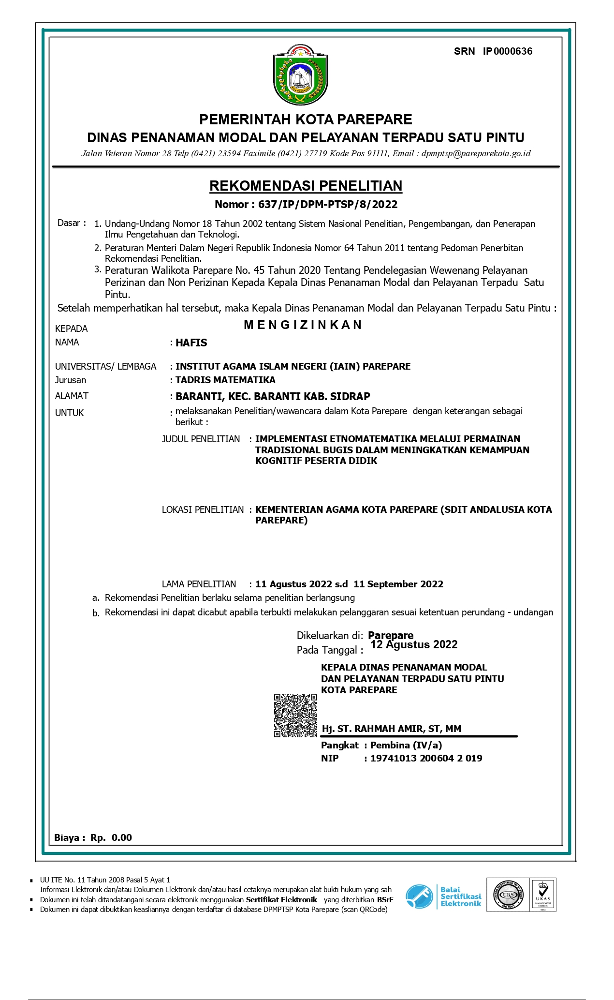 SRN IP0000636
KOTA PAREPARE
PEMERINTAH KOTA PAREPARE
DINAS PENANAMAN MODAL DAN PELAYANAN TERPADU SATU PINTU
Jalan Veteran Nomor 28 Telp (0421) 23594 Faximile (0421) 27719 Kode Pos 91111, Email : dpmptsp@pareparekota.go.id
REKOMENDASI PENELITIAN
Nomor : 637/IP/DPM-PTSP/8/2022
Dasar : 1. Undang-Undang Nomor 18 Tahun 2002 tentang Sistem Nasional Penelitian, Pengembangan, dan Penerapan
Ilmu Pengetahuan dan Teknologi.
2. Peraturan Menteri Dalam Negeri Republik Indonesia Nomor 64 Tahun 2011 tentang Pedoman Penerbitan
Rekomendasi Penelitian.
3. Peraturan Walikota Parepare No. 45 Tahun 2020 Tentang Pendelegasian Wewenang Pelayanan
Perizinan dan Non Perizinan Kepada Kepala Dinas Penanaman Modal dan Pelayanan Terpadu Satu
Pintu.
Setelah memperhatikan hal tersebut, maka Kepala Dinas Penanaman Modal dan Pelayanan Terpadu Satu Pintu :
M E N G I Z I N K A N
KEPADA
NAMA : HAFIS
UNIVERSITAS/ LEMBAGA : INSTITUT AGAMA ISLAM NEGERI (IAIN) PAREPARE
Jurusan : TADRIS MATEMATIKA
ALAMAT : BARANTI, KEC. BARANTI KAB. SIDRAP
UNTUK : melaksanakan Penelitian/wawancara dalam Kota Parepare dengan keterangan sebagai
berikut :
JUDUL PENELITIAN : IMPLEMENTASI ETNOMATEMATIKA MELALUI PERMAINAN
TRADISIONAL BUGIS DALAM MENINGKATKAN KEMAMPUAN
KOGNITIF PESERTA DIDIK
LOKASI PENELITIAN : KEMENTERIAN AGAMA KOTA PAREPARE (SDIT ANDALUSIA KOTA
PAREPARE)
LAMA PENELITIAN : 11 Agustus 2022 s.d 11 September 2022
a. Rekomendasi Penelitian berlaku selama penelitian berlangsung
b. Rekomendasi ini dapat dicabut apabila terbukti melakukan pelanggaran sesuai ketentuan perundang - undangan
Dikeluarkan di: Parepare
Pada Tanggal : 12 Agustus 2022
KEPALA DINAS PENANAMAN MODAL
DAN PELAYANAN TERPADU SATU PINTU
KOTA PAREPARE
Hj. ST. RAHMAH AMIR, ST, MM
Pangkat : Pembina (IV/a)
NIP : 19741013 200604 2 019
Biaya : Rp. 0.00
UU ITE No. 11 Tahun 2008 Pasal 5 Ayat 1
Ïnformasi Elektronik dan/atau Dokumen Elektronik dan/atau hasil cetaknya merupakan alat bukti hukum yang sah
Dokumen ini telah ditandatangani secara elektronik menggunakan Sertifikat Elektronik yang diterbitkan BSrE
Dokumen ini dapat dibuktikan keasliannya dengan terdaftar di database DPMPTSP Kota Parepare (scan QRCode)
Balai
Sertifikasi
Elektronik
UNITED REGISTRAR OF SYSTEMS
URS
ISO 9001
UKAS
MANAGEMENT
SYSTEMS